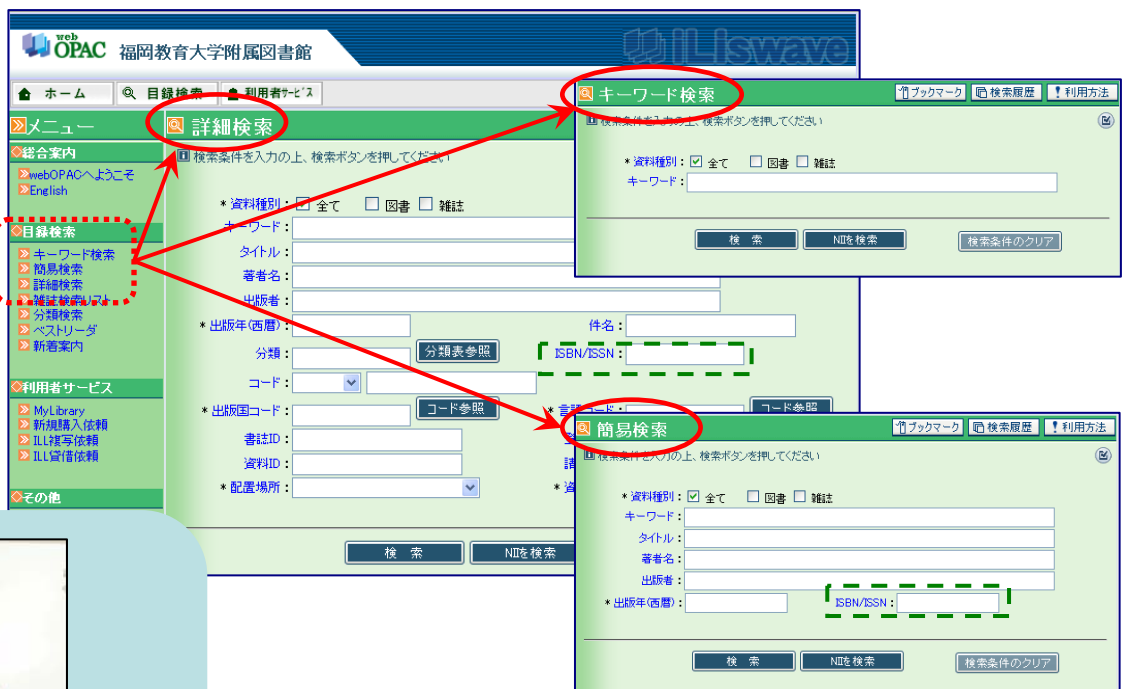 web
OPAC 福岡教育大学附属図書館
iLiswave
ホーム 目録検索 利用者ｻｰﾋﾞｽ
メニュー
総合案内
webOPACへようこそ
English
目録検索
キーワード検索
簡易検索
詳細検索
雑誌検索リスト
分類検索
ベストリーダ
新着案内
利用者サービス
MyLibrary
新規購入依頼
ILL複写依頼
ILL貸借依頼
その他
詳細検索
検索条件を入力の上、検索ボタンを押してください
* 資料種別： 全て 図書 雑誌
キーワード：
タイトル：
著者名：
出版者：
* 出版年(西暦)： 件名：
分類： 分類表参照 ISBN/ISSN：
コード：
* 出版国コード： コード参照 * 言語コード： コード参照
書誌ID：
資料ID：
* 配置場所：
検 索 NIIを検索
キーワード検索
ブックマーク 検索履歴 利用方法
検索条件を入力の上、検索ボタンを押してください
* 資料種別： 全て 図書 雑誌
キーワード：
検 索 NIIを検索 検索条件のクリア
簡易検索
ブックマーク 検索履歴 利用方法
検索条件を入力の上、検索ボタンを押してください
* 資料種別： 全て 図書 雑誌
キーワード：
タイトル：
著者名：
出版者：
* 出版年(西暦)： ISBN/ISSN：
検 索 NIIを検索 検索条件のクリア